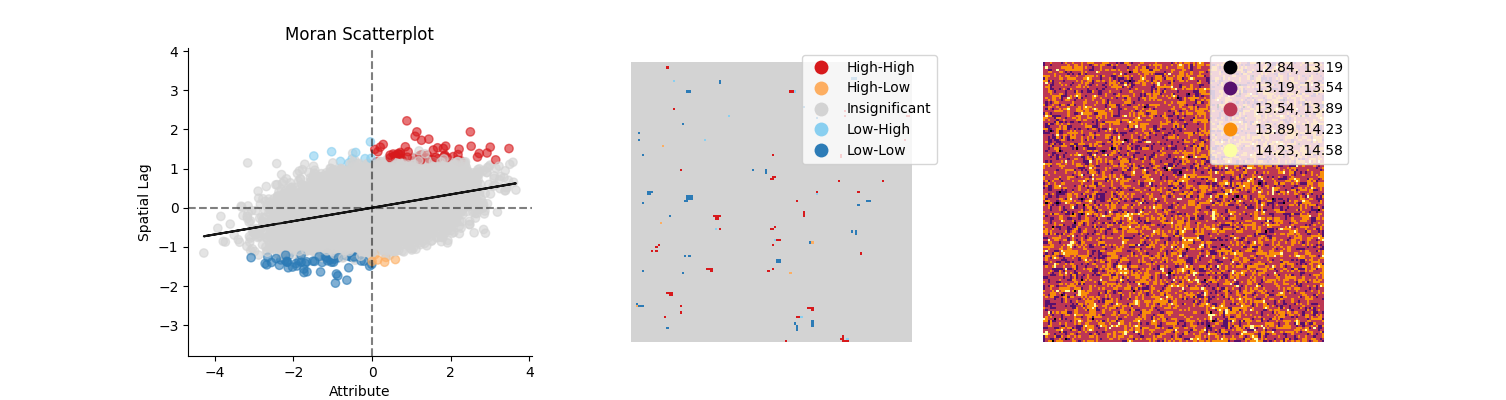 Moran Scatterplot
4
3
2
1
0
−1
−2
−3
Spatial Lag
−4
−2
0
2
4
Attribute
High-High
High-Low
Insignificant
Low-High
Low-Low
12.84, 13.19
13.19, 13.54
13.54, 13.89
13.89, 14.23
14.23, 14.58